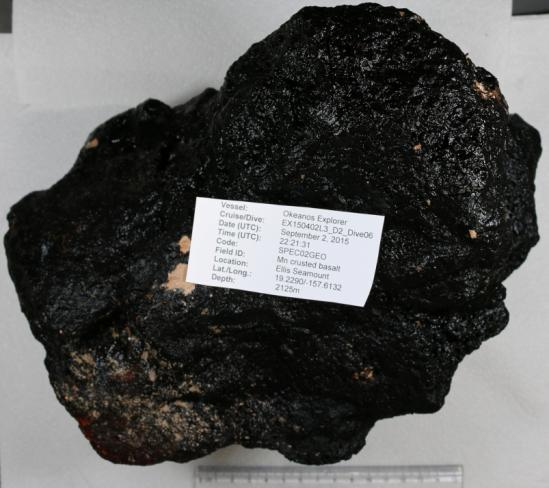 Vessel: Okeanos Explorer
Cruise/Dive: EX150402L3_D2_Dive06
Date (UTC): September 2, 2015
Time (UTC): 22:21:31
Code: SPEC02GEO
Field ID: Mn crusted basalt
Location: Ellis Seamount
Lat./Long.: 19.2290/-157.6132
Depth: 2125m